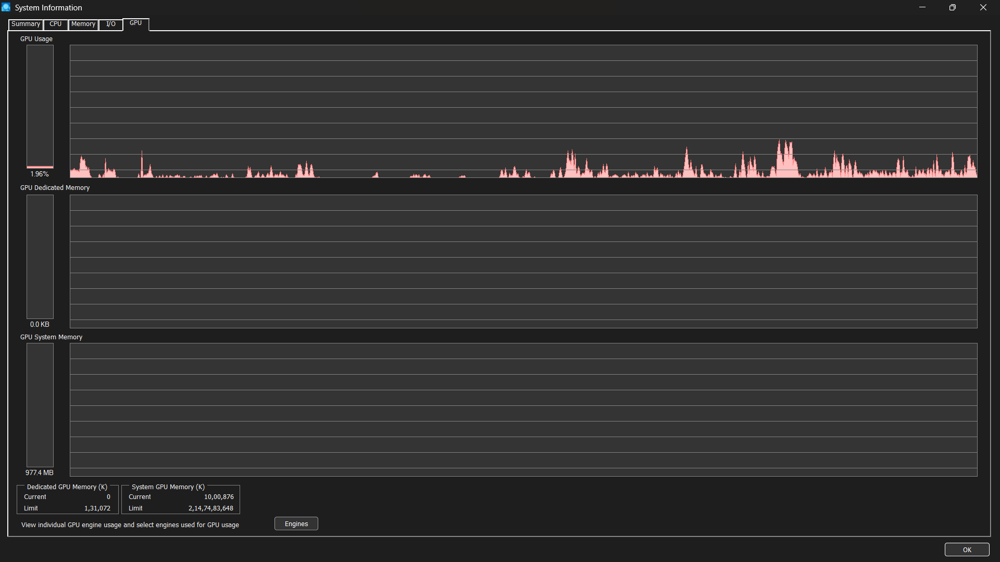 System Information
Summary CPU Memory I/O GPU
GPU Usage
1.96%
GPU Dedicated Memory
0.0 KB
GPU System Memory
977.4 MB
Dedicated GPU Memory (K) System GPU Memory (K)
Current 0 Current 10,00,876
Limit 1,31,072 Limit 2,14,74,83,648
View individual GPU engine usage and select engines used for GPU usage Engines
OK